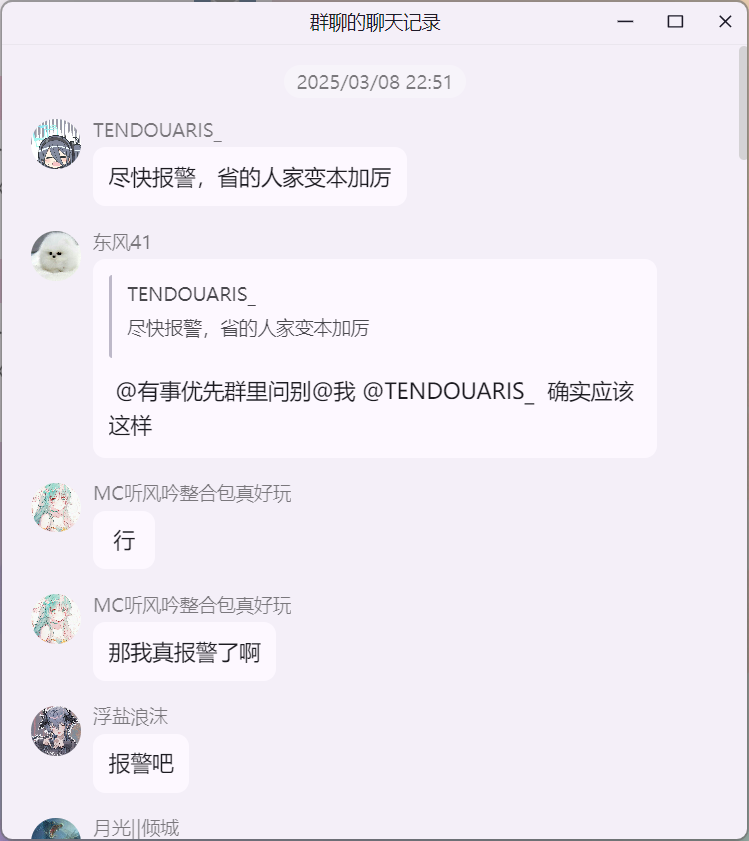 群聊的聊天记录
2025/03/08 22:51
TENDOUARIS_
尽快报警，省的人家变本加厉
东风41
TENDOUARIS_
尽快报警，省的人家变本加厉
@有事优先群里问别@我 @TENDOUARIS_ 确实应该
这样
MC听风吟整合包真好玩
行
MC听风吟整合包真好玩
那我真报警了啊
浮盐浪沫
报警吧
月光||倾城